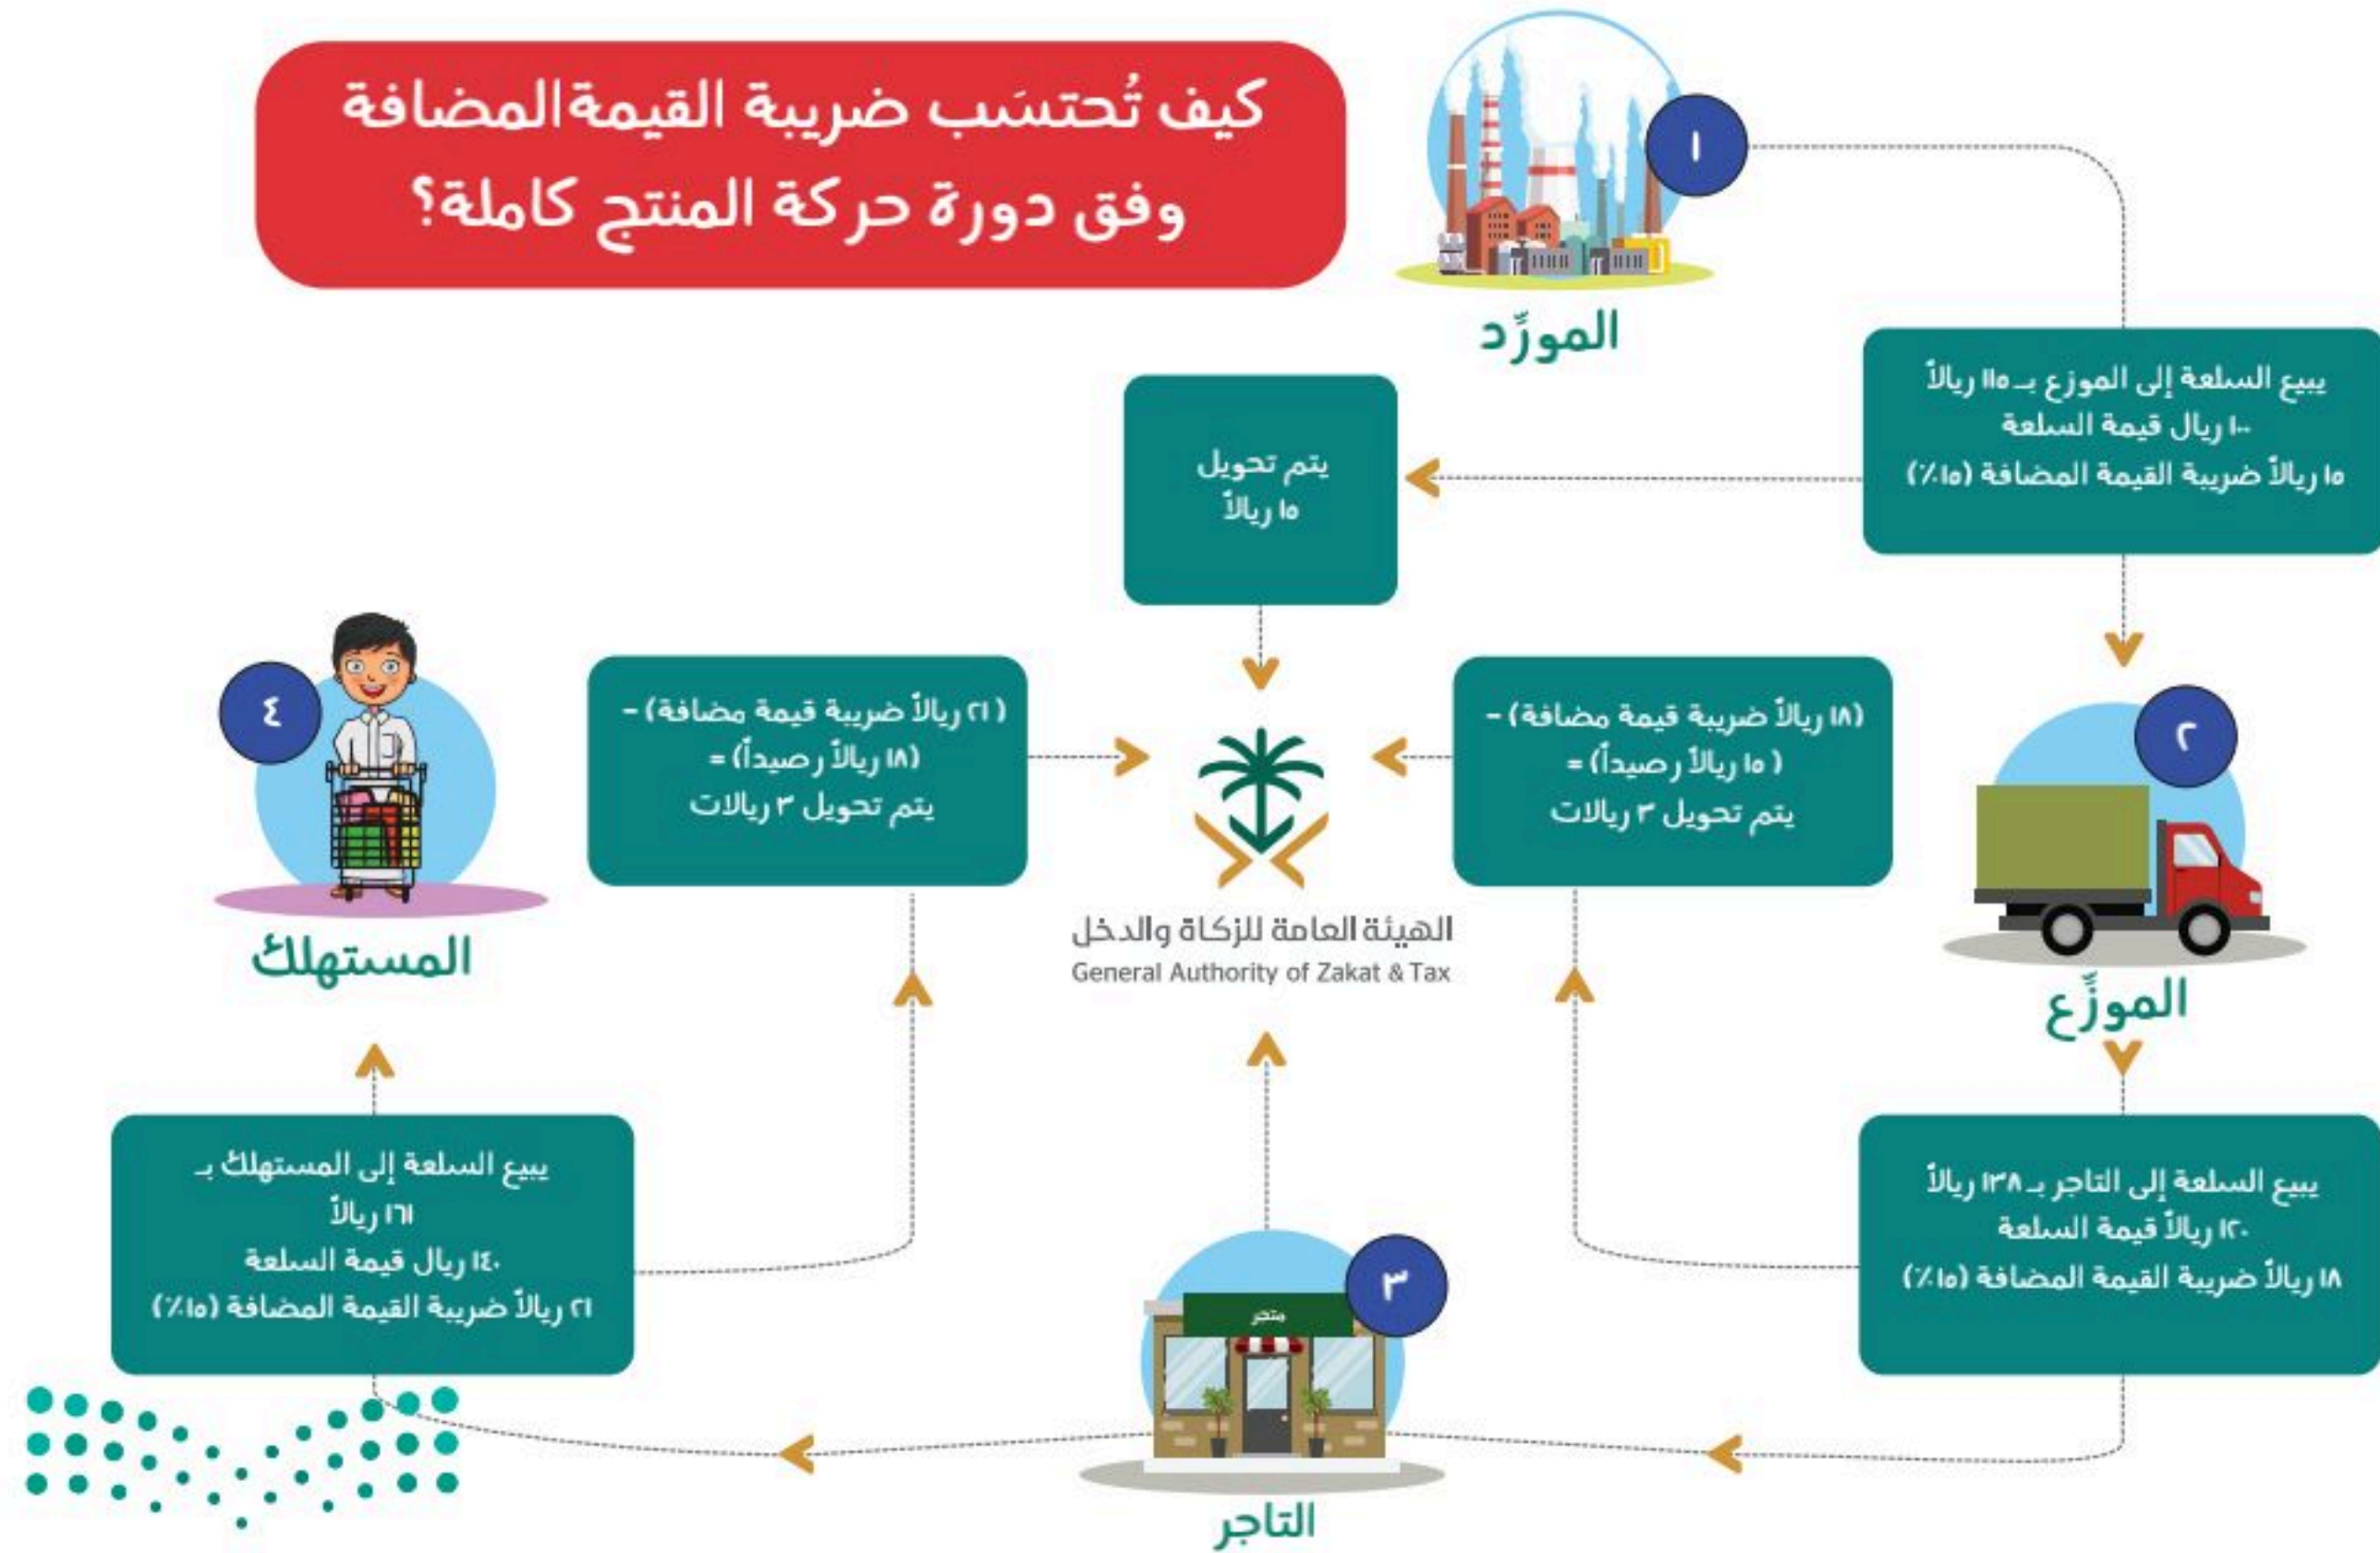 كيف تُحتسَب ضريبة القيمة المضافة
وفق دورة حركة المنتج كاملة؟
١
المورِّد
يبيع السلعة إلى الموزع بـ ١١٥ ريالاً
١٠٠ ريال قيمة السلعة
١٥ ريالاً ضريبة القيمة المضافة (١٥٪)
يتم تحويل
١٥ ريالاً
٢
الموزِّع
(١٨ ريالاً ضريبة قيمة مضافة) -
( ١٥ ريالاً رصيداً) =
يتم تحويل ٣ ريالات
يبيع السلعة إلى التاجر بـ ١٣٨ ريالاً
١٢٠ ريالاً قيمة السلعة
١٨ ريالاً ضريبة القيمة المضافة (١٥٪)
الهيئة العامة للزكاة والدخل
General Authority of Zakat & Tax
٣
متجر
التاجر
(٢١ ريالاً ضريبة قيمة مضافة) -
(١٨ ريالاً رصيداً) =
يتم تحويل ٣ ريالات
يبيع السلعة إلى المستهلك بـ
١٦١ ريالاً
١٤٠ ريال قيمة السلعة
٢١ ريالاً ضريبة القيمة المضافة (١٥٪)
٤
المستهلك